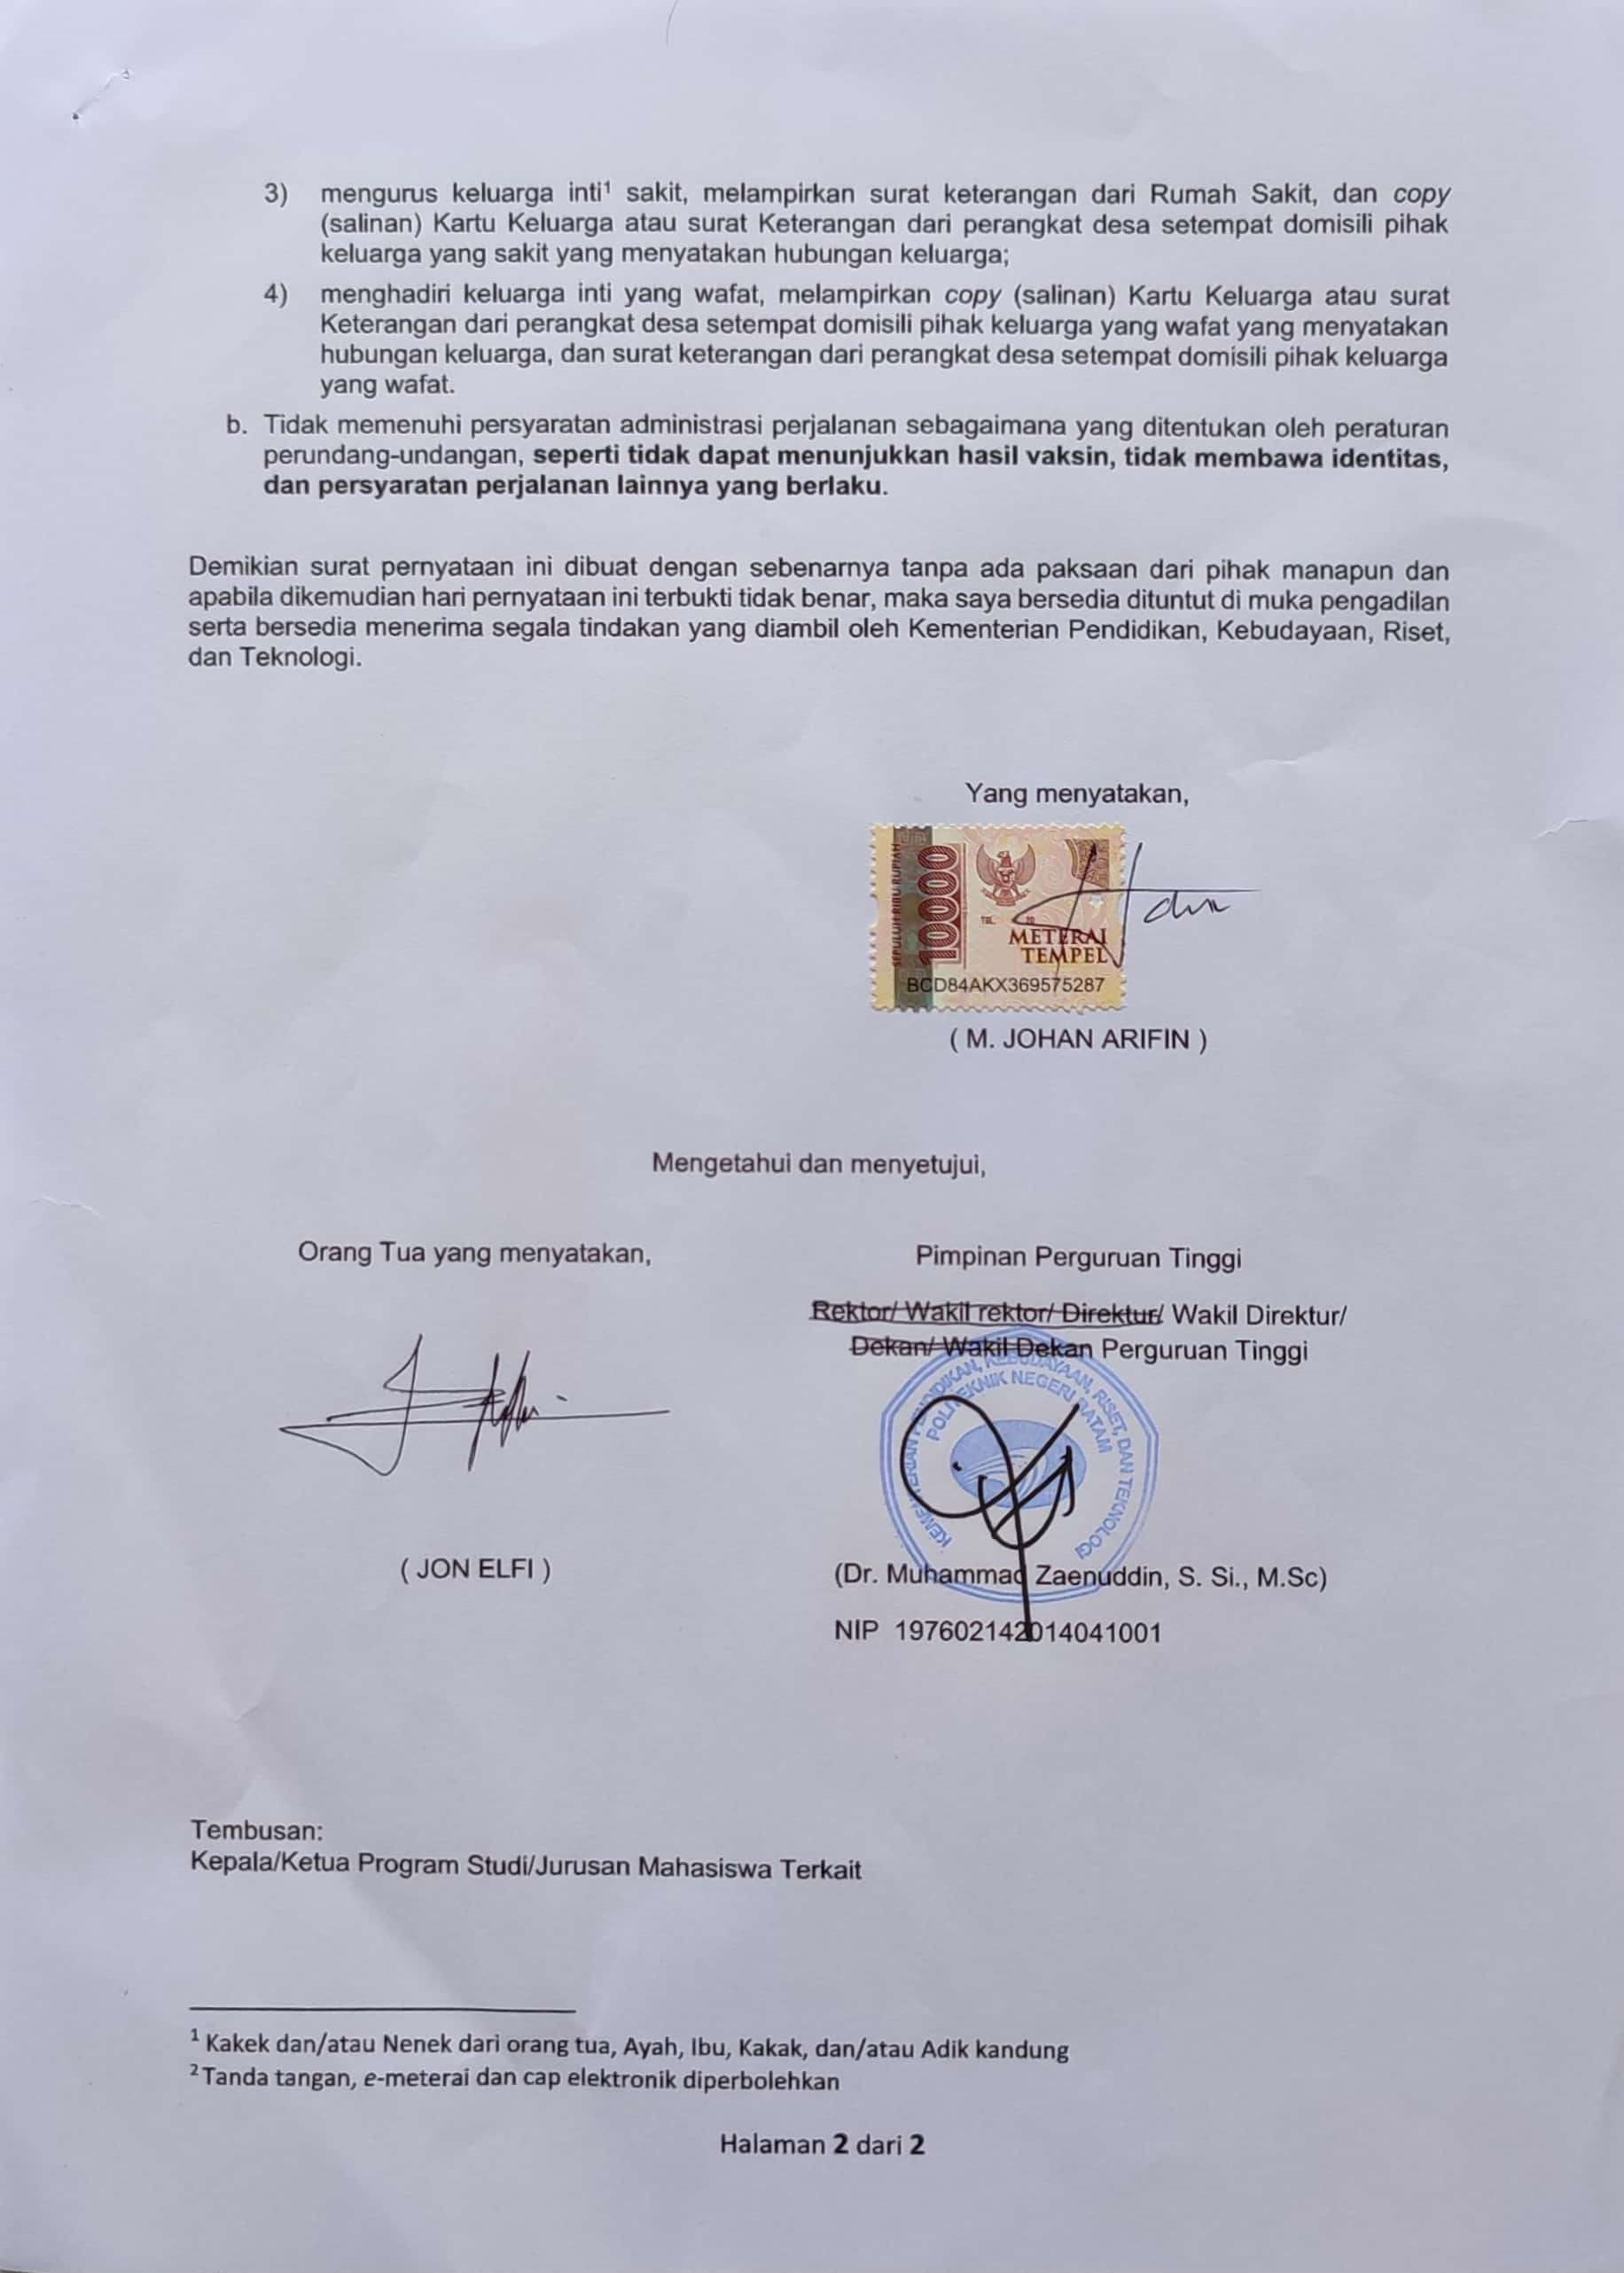 3) mengurus keluarga inti¹ sakit, melampirkan surat keterangan dari Rumah Sakit, dan copy
(salinan) Kartu Keluarga atau surat Keterangan dari perangkat desa setempat domisili pihak
keluarga yang sakit yang menyatakan hubungan keluarga;
4) menghadiri keluarga inti yang wafat, melampirkan copy (salinan) Kartu Keluarga atau surat
Keterangan dari perangkat desa setempat domisili pihak keluarga yang wafat yang menyatakan
hubungan keluarga, dan surat keterangan dari perangkat desa setempat domisili pihak keluarga
yang wafat.
b. Tidak memenuhi persyaratan administrasi perjalanan sebagaimana yang ditentukan oleh peraturan
perundang-undangan, seperti tidak dapat menunjukkan hasil vaksin, tidak membawa identitas,
dan persyaratan perjalanan lainnya yang berlaku.
Demikian surat pernyataan ini dibuat dengan sebenarnya tanpa ada paksaan dari pihak manapun dan
apabila dikemudian hari pernyataan ini terbukti tidak benar, maka saya bersedia dituntut di muka pengadilan
serta bersedia menerima segala tindakan yang diambil oleh Kementerian Pendidikan, Kebudayaan, Riset,
dan Teknologi.
Yang menyatakan,
SEPULUH RIBU RUPIAH
10000
TGL. 20
METERAI
TEMPEL
BCD84AKX369575287
( M. JOHAN ARIFIN )
Mengetahui dan menyetujui,
Orang Tua yang menyatakan,
Pimpinan Perguruan Tinggi
Rektor/ Wakil rektor/ Direktur/ Wakil Direktur/
Dekan/ Wakil Dekan Perguruan Tinggi
KEMENTERIAN PENDIDIKAN, KEBUDAYAAN, RISET, DAN TEKNOLOGI
POLITEKNIK NEGERI BATAM
( JON ELFI )
(Dr. Muhammad Zaenuddin, S. Si., M.Sc)
NIP 197602142014041001
Tembusan:
Kepala/Ketua Program Studi/Jurusan Mahasiswa Terkait
¹ Kakek dan/atau Nenek dari orang tua, Ayah, Ibu, Kakak, dan/atau Adik kandung
² Tanda tangan, e-meterai dan cap elektronik diperbolehkan
Halaman 2 dari 2